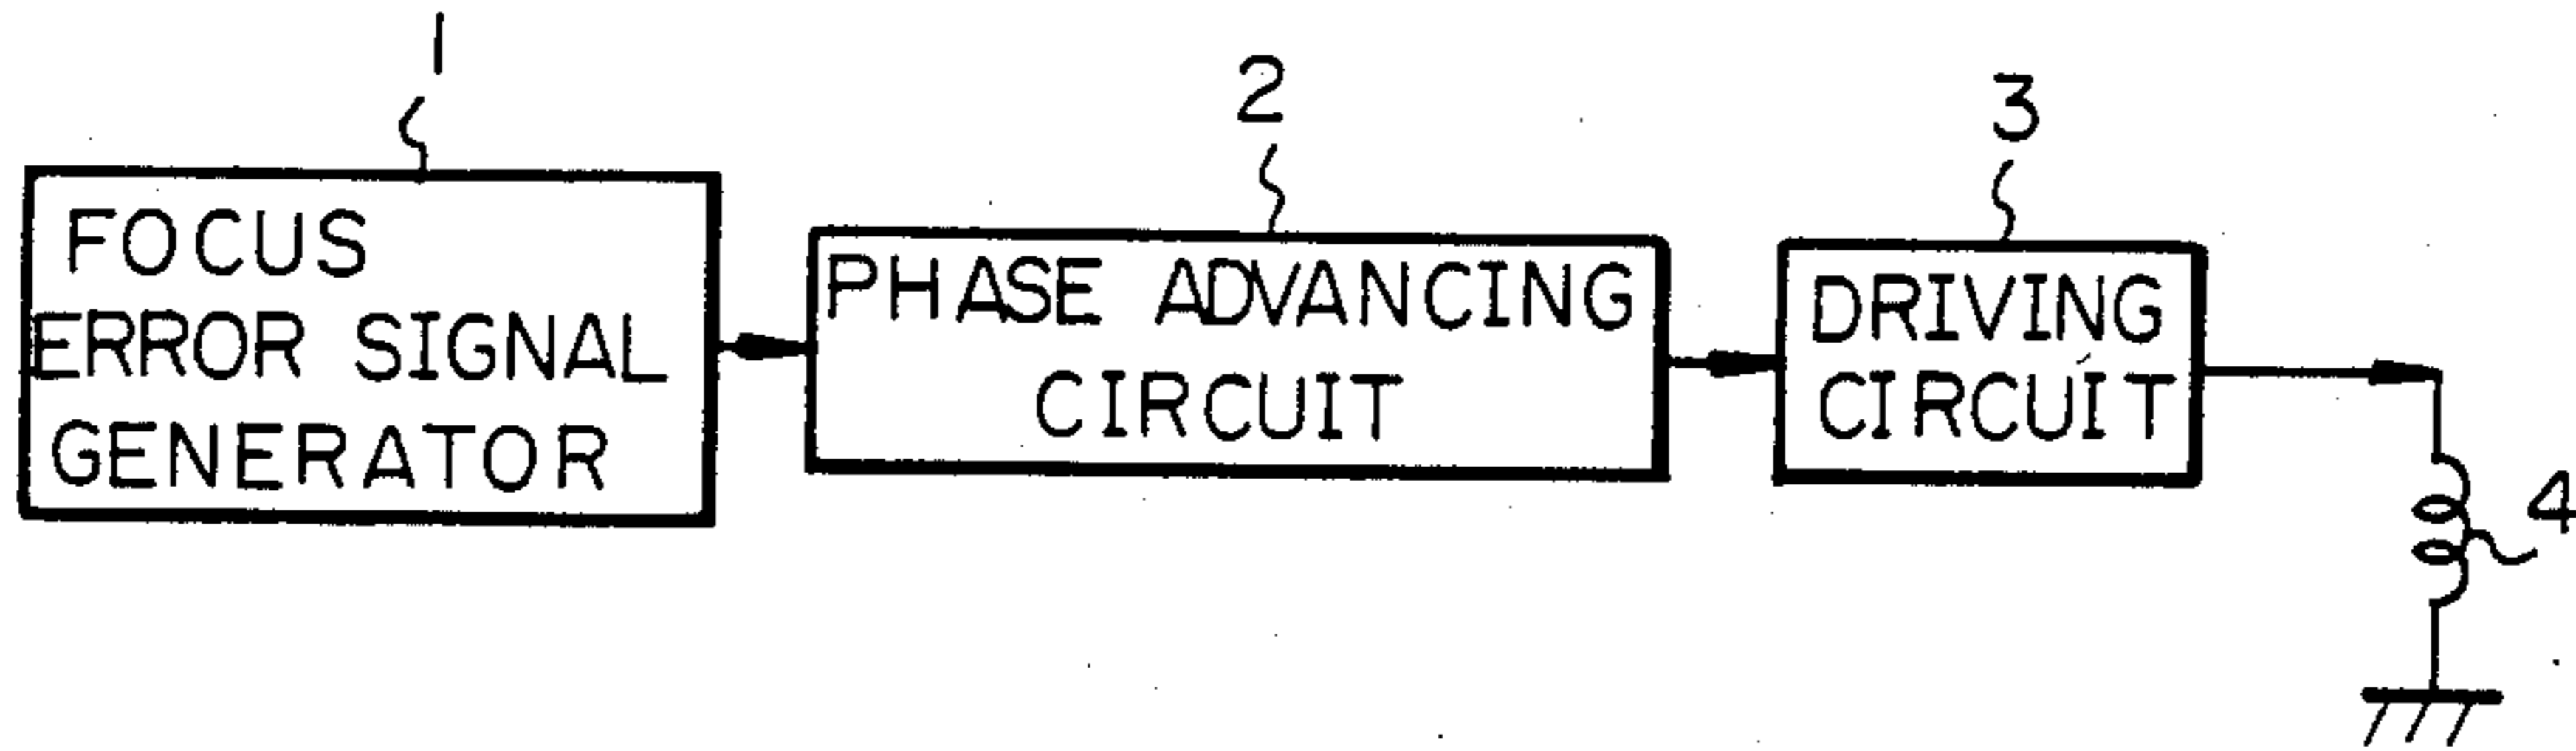 1
2
3
FOCUS
ERROR SIGNAL
GENERATOR
PHASE ADVANCING
CIRCUIT
DRIVING
CIRCUIT
4